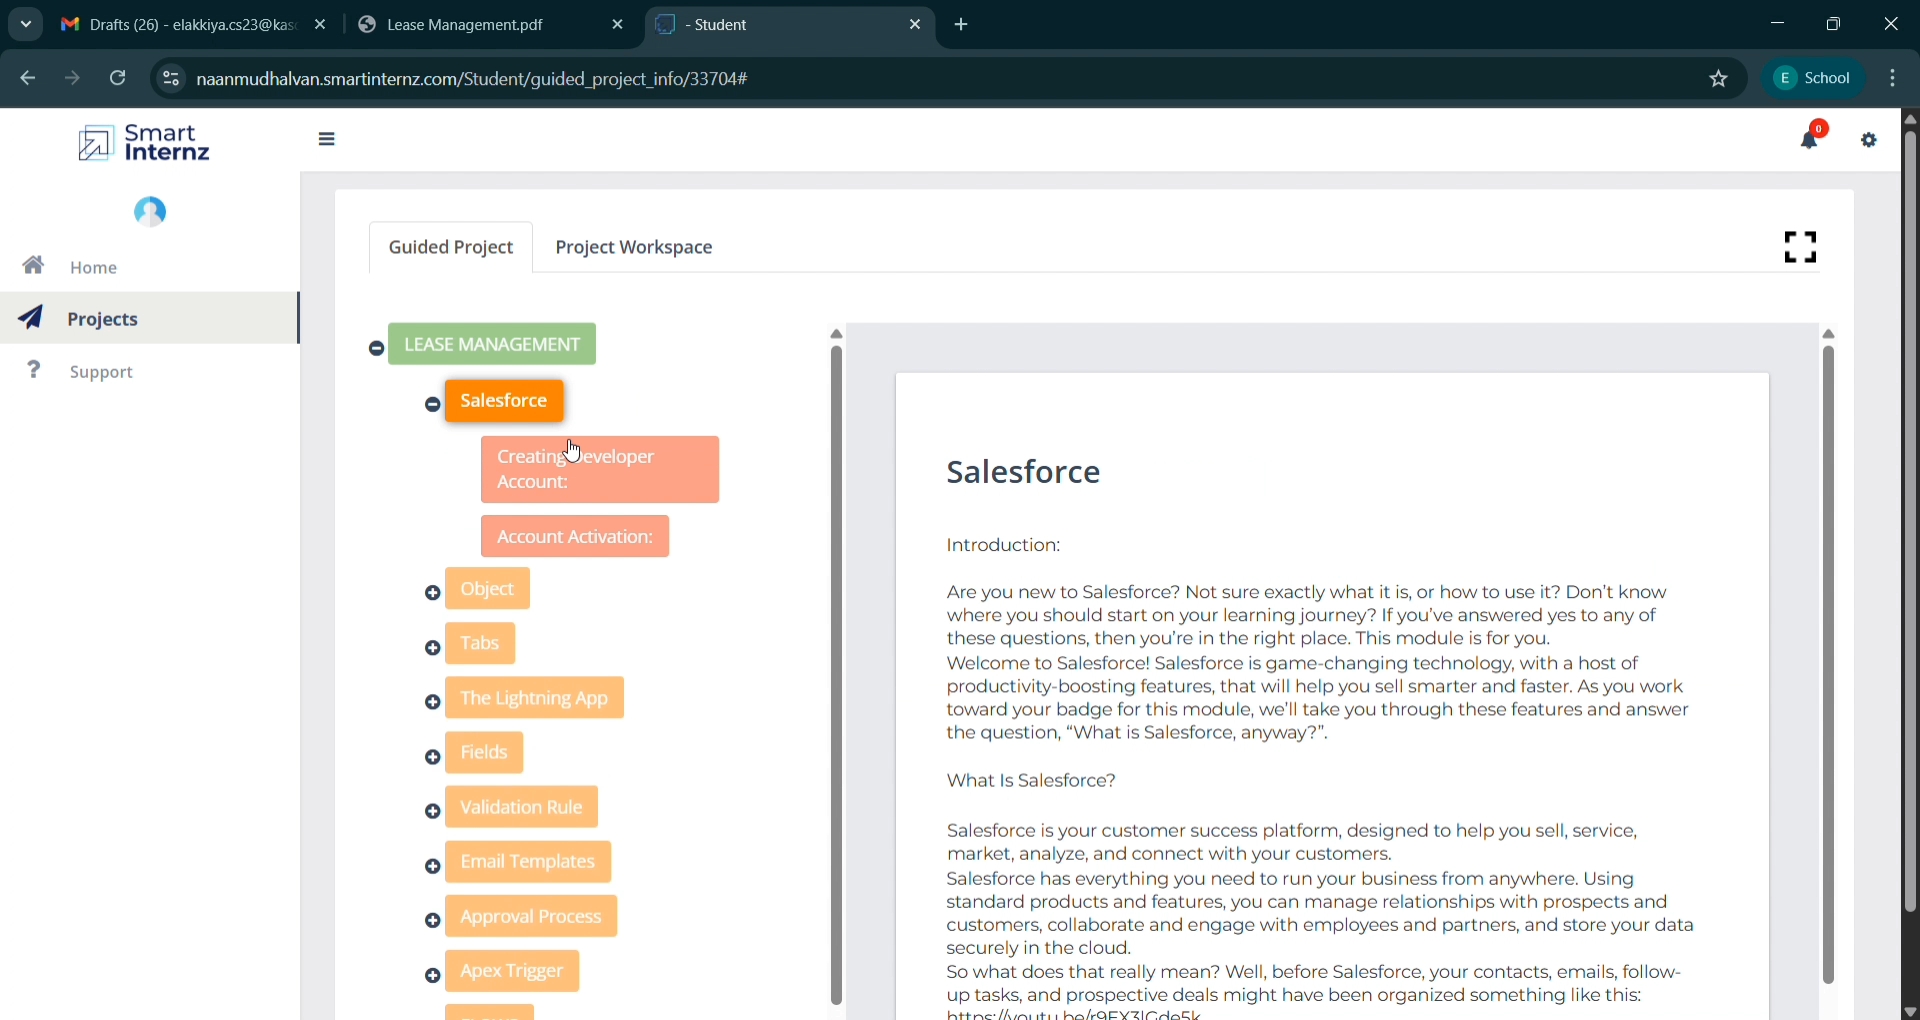 Drafts (26) - elakkiya.cs23@kas
Lease Management.pdf
- Student
naanmudhalvan.smartinternz.com/Student/guided_project_info/33704#
E School
Smart
Internz
0
Home
Projects
? Support
Guided Project
Project Workspace
LEASE MANAGEMENT
Salesforce
Creating Developer
Account:
Account Activation:
Object
Tabs
The Lightning App
Fields
Validation Rule
Email Templates
Approval Process
Apex Trigger
Salesforce
Introduction:
Are you new to Salesforce? Not sure exactly what it is, or how to use it? Don't know
where you should start on your learning journey? If you've answered yes to any of
these questions, then you're in the right place. This module is for you.
Welcome to Salesforce! Salesforce is game-changing technology, with a host of
productivity-boosting features, that will help you sell smarter and faster. As you work
toward your badge for this module, we'll take you through these features and answer
the question, “What is Salesforce, anyway?”.
What Is Salesforce?
Salesforce is your customer success platform, designed to help you sell, service,
market, analyze, and connect with your customers.
Salesforce has everything you need to run your business from anywhere. Using
standard products and features, you can manage relationships with prospects and
customers, collaborate and engage with employees and partners, and store your data
securely in the cloud.
So what does that really mean? Well, before Salesforce, your contacts, emails, follow-
up tasks, and prospective deals might have been organized something like this: